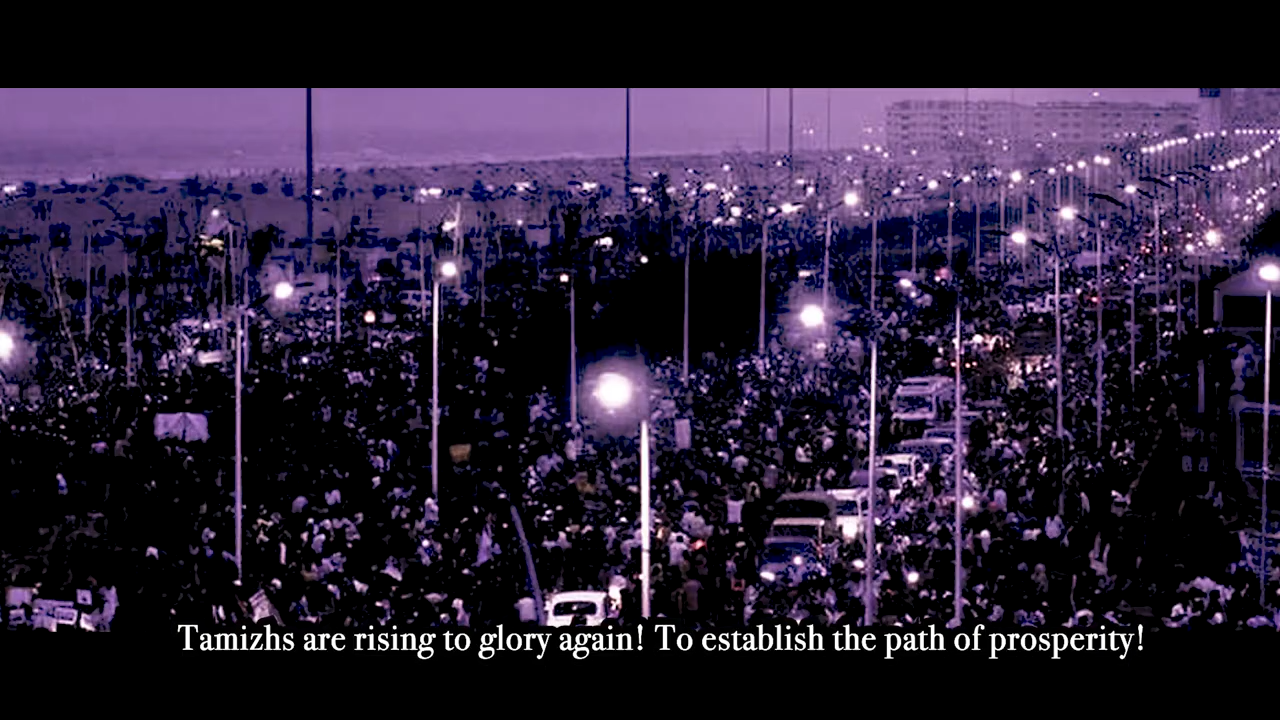 Tamizhs are rising to glory again! To establish the path of prosperity!